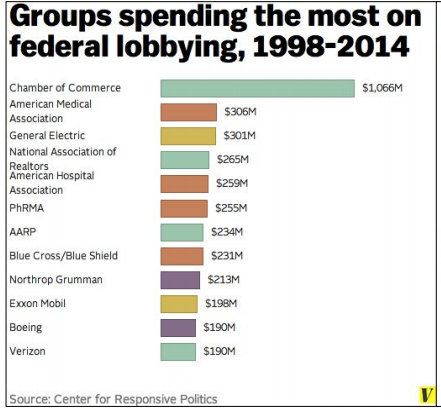 Groups spending the most on
federal lobbying, 1998-2014
Chamber of Commerce $1,066M
American Medical
Association $306M
General Electric $301M
National Association of
Realtors $265M
American Hospital
Association $259M
PhRMA $255M
AARP $234M
Blue Cross/Blue Shield $231M
Northrop Grumman $213M
Exxon Mobil $198M
Boeing $190M
Verizon $190M
Source: Center for Responsive Politics V